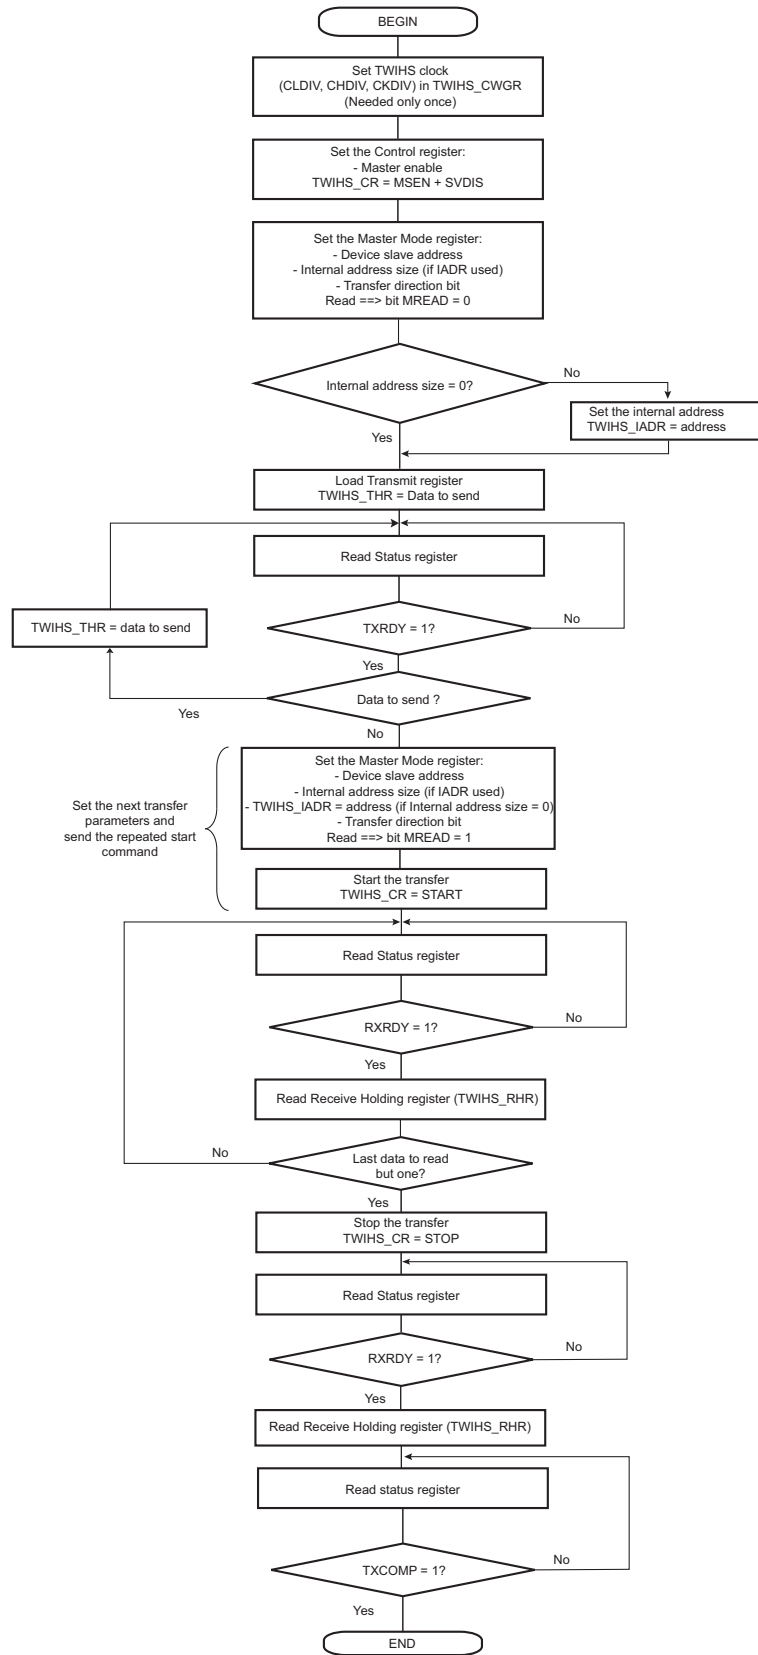 BEGIN
Set TWIHS clock
(CLDIV, CHDIV, CKDIV) in TWIHS_CWGR
(Needed only once)
Set the Control register:
- Master enable
TWIHS_CR = MSEN + SVDIS
Set the Master Mode register:
- Device slave address
- Internal address size (if IADR used)
- Transfer direction bit
Read ==> bit MREAD = 0
Internal address size = 0?
No
Set the internal address
TWIHS_IADR = address
Yes
Load Transmit register
TWIHS_THR = Data to send
Read Status register
TWIHS_THR = data to send
TXRDY = 1?
No
Yes
Data to send ?
Yes
No
Set the next transfer
parameters and
send the repeated start
command
Set the Master Mode register:
- Device slave address
- Internal address size (if IADR used)
- TWIHS_IADR = address (if Internal address size = 0)
- Transfer direction bit
Read ==> bit MREAD = 1
Start the transfer
TWIHS_CR = START
Read Status register
RXRDY = 1?
No
Yes
Read Receive Holding register (TWIHS_RHR)
No
Last data to read
but one?
Yes
Stop the transfer
TWIHS_CR = STOP
Read Status register
RXRDY = 1?
No
Yes
Read Receive Holding register (TWIHS_RHR)
Read status register
TXCOMP = 1?
No
Yes
END